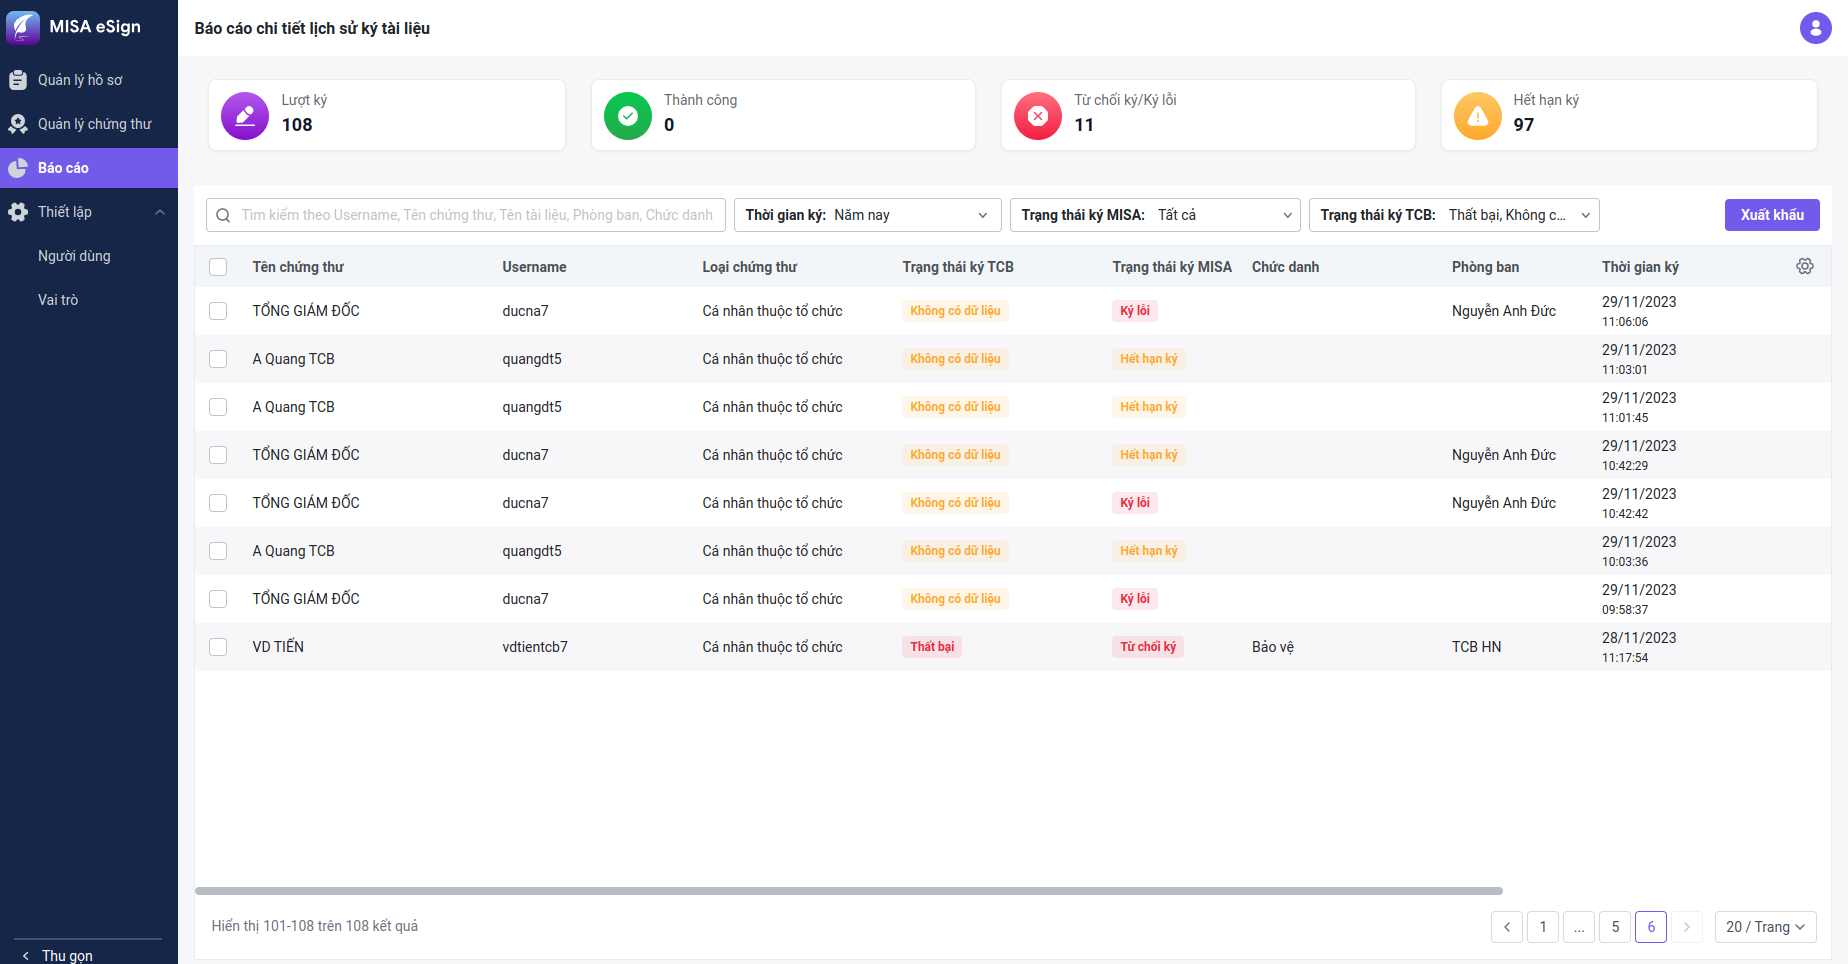 MISA eSign
Quản lý hồ sơ
Quản lý chứng thư
Báo cáo
Thiết lập
Người dùng
Vai trò
Thu gọn
Báo cáo chi tiết lịch sử ký tài liệu
Lượt ký
108
Thành công
0
Từ chối ký/Ký lỗi
11
Hết hạn ký
97
Tìm kiếm theo Username, Tên chứng thư, Tên tài liệu, Phòng ban, Chức danh
Thời gian ký: Năm nay
Trạng thái ký MISA: Tất cả
Trạng thái ký TCB: Thất bại, Không c...
Xuất khẩu
Tên chứng thư Username Loại chứng thư Trạng thái ký TCB Trạng thái ký MISA Chức danh Phòng ban Thời gian ký
TỔNG GIÁM ĐỐC ducna7 Cá nhân thuộc tổ chức Không có dữ liệu Ký lỗi Nguyễn Anh Đức 29/11/2023
11:06:06
A Quang TCB quangdt5 Cá nhân thuộc tổ chức Không có dữ liệu Hết hạn ký 29/11/2023
11:03:01
A Quang TCB quangdt5 Cá nhân thuộc tổ chức Không có dữ liệu Hết hạn ký 29/11/2023
11:01:45
TỔNG GIÁM ĐỐC ducna7 Cá nhân thuộc tổ chức Không có dữ liệu Hết hạn ký Nguyễn Anh Đức 29/11/2023
10:42:29
TỔNG GIÁM ĐỐC ducna7 Cá nhân thuộc tổ chức Không có dữ liệu Ký lỗi Nguyễn Anh Đức 29/11/2023
10:42:42
A Quang TCB quangdt5 Cá nhân thuộc tổ chức Không có dữ liệu Hết hạn ký 29/11/2023
10:03:36
TỔNG GIÁM ĐỐC ducna7 Cá nhân thuộc tổ chức Không có dữ liệu Ký lỗi 29/11/2023
09:58:37
VD TIẾN vdtientcb7 Cá nhân thuộc tổ chức Thất bại Từ chối ký Bảo vệ TCB HN 28/11/2023
11:17:54
Hiển thị 101-108 trên 108 kết quả
1 ... 5 6 20 / Trang